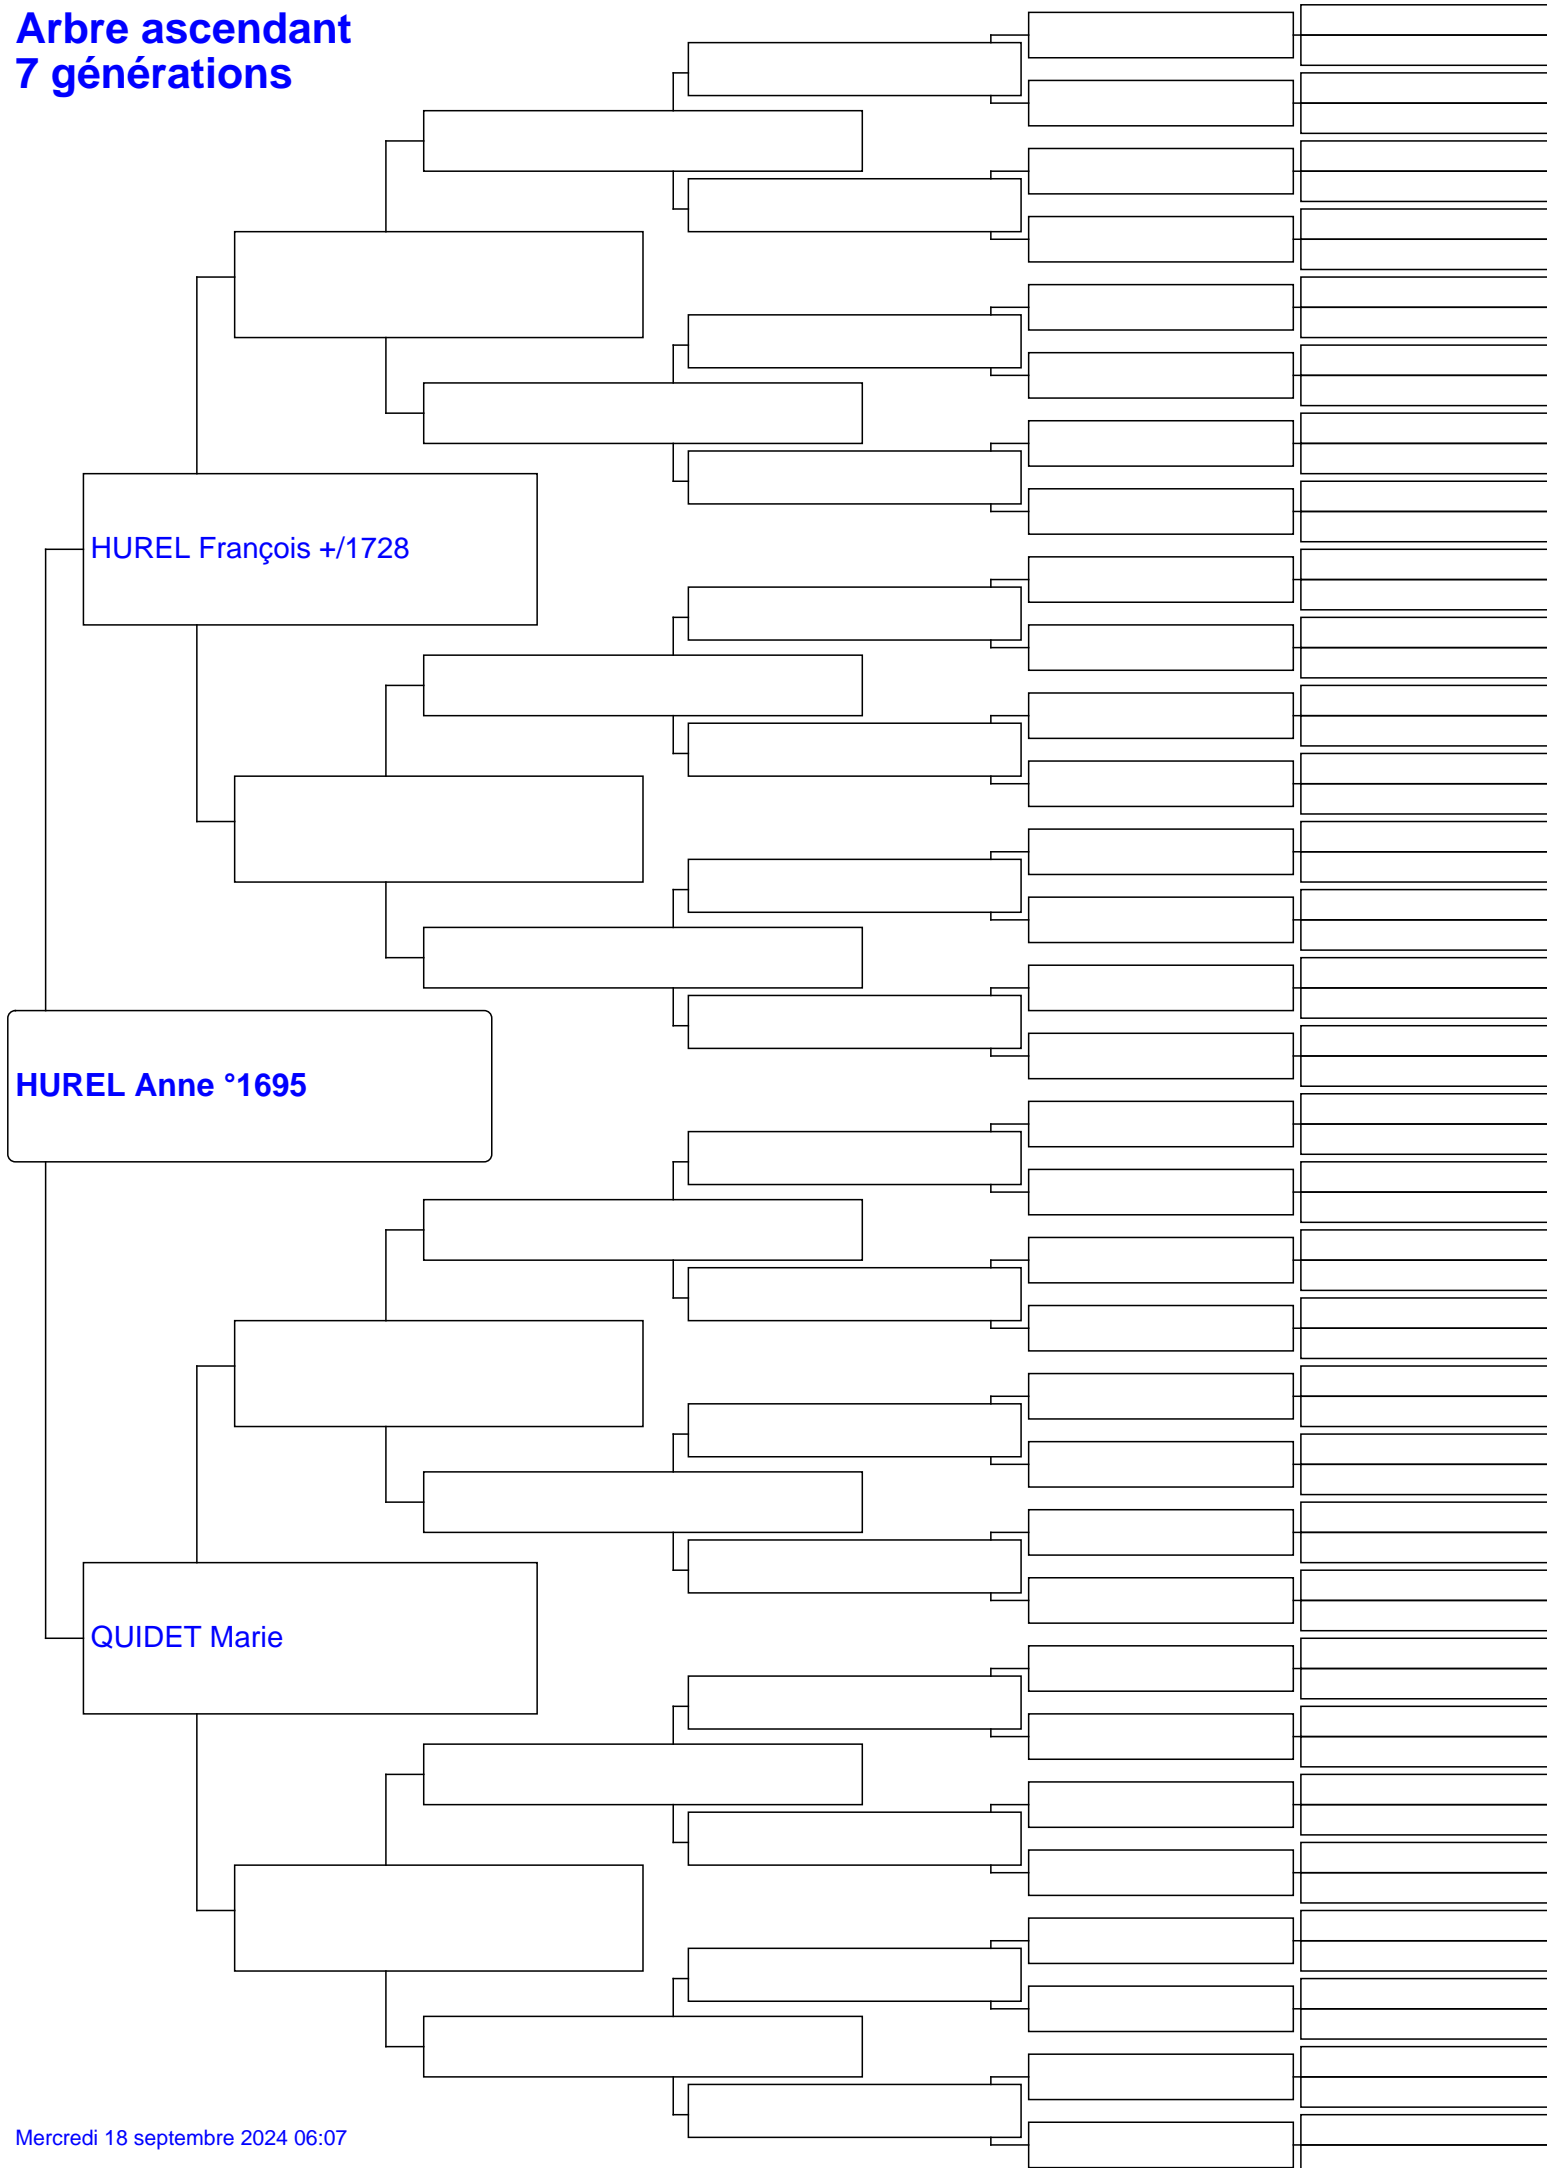 Arbre ascendant
7 générations
HUREL François +/1728
HUREL Anne °1695
QUIDET Marie
Mercredi 18 septembre 2024 06:07